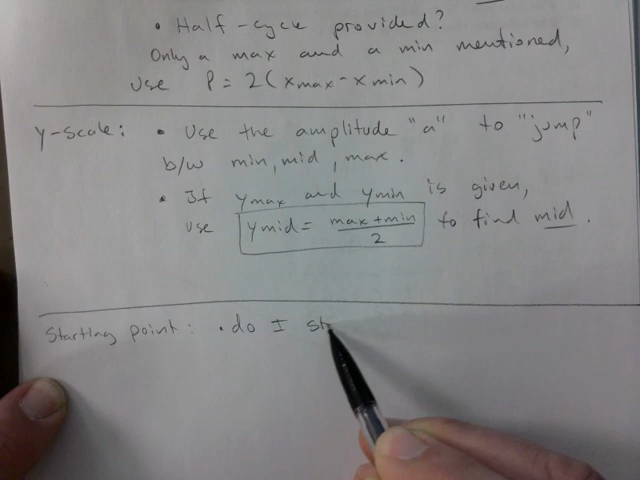 • Half-cycle provided?
Only a max and a min mentioned,
use P = 2(xmax - xmin)
y-scale: • Use the amplitude "a" to "jump"
b/w min, mid, max.
• If ymax and ymin is given,
use ymid = max+min/2 to find mid.
Starting point: • do I st